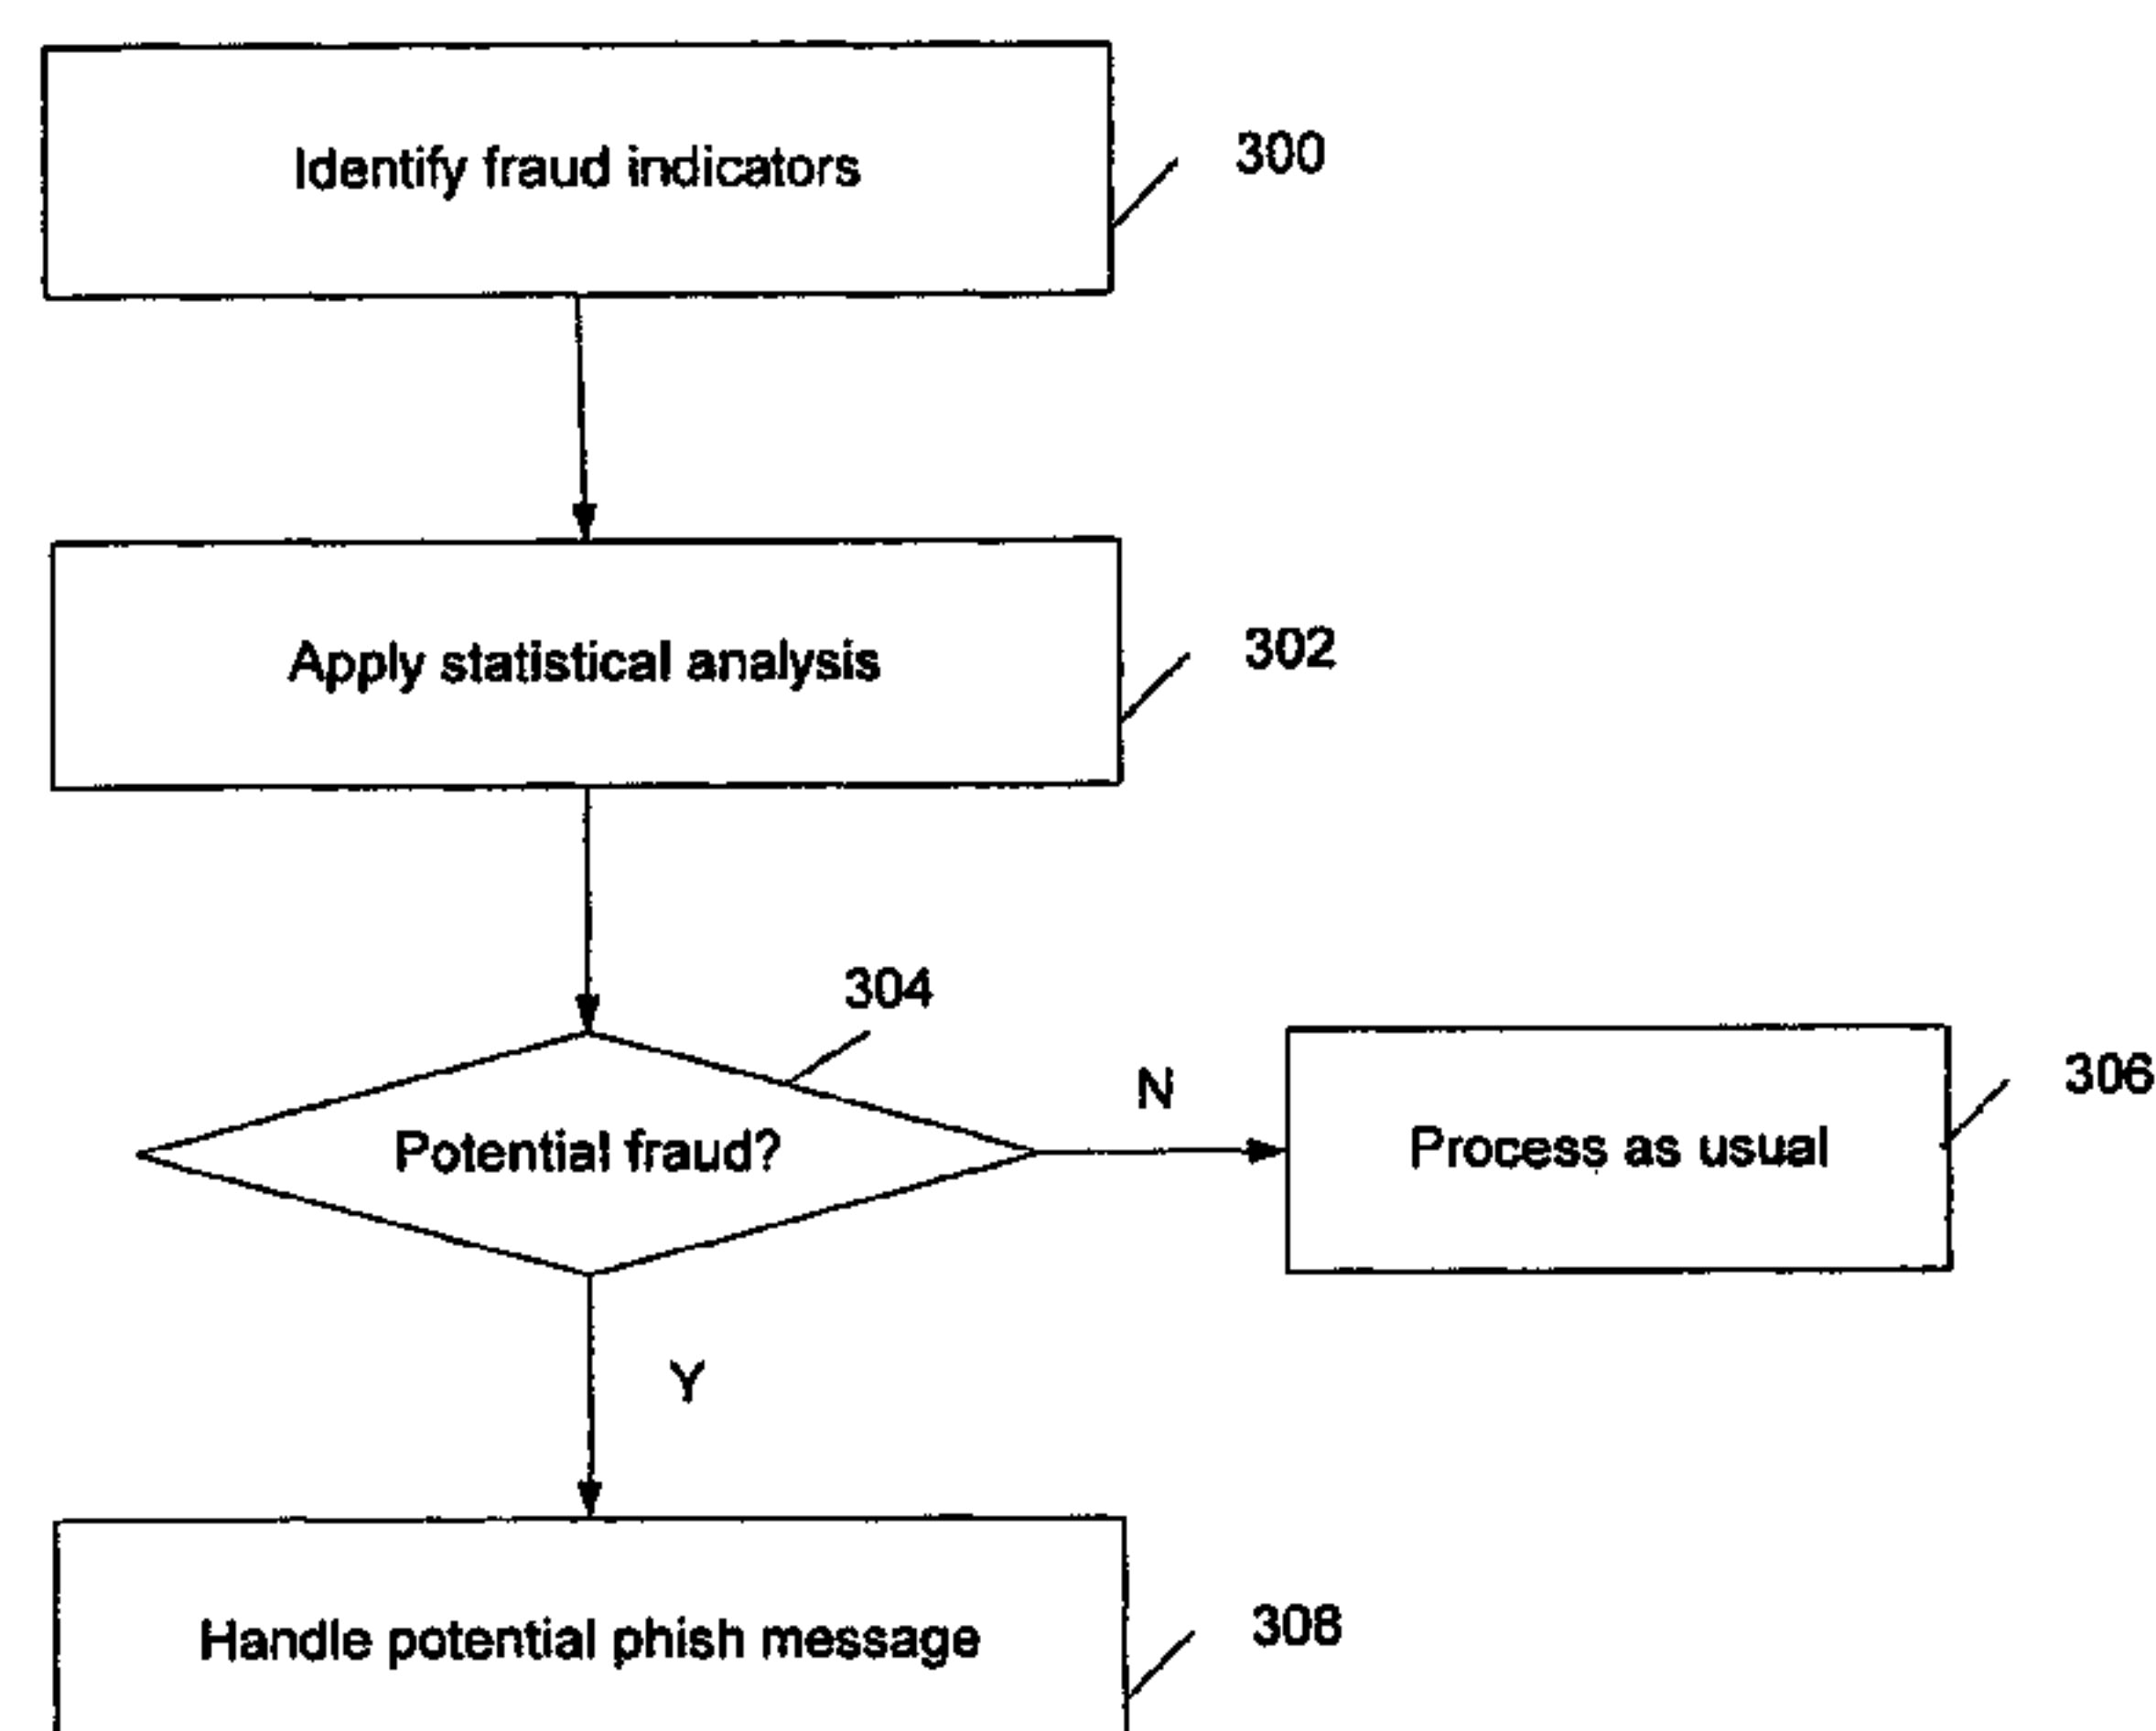 Identify fraud indicators
300
Apply statistical analysis
302
304
Potential fraud?
N
Process as usual
306
Y
Handle potential phish message
308